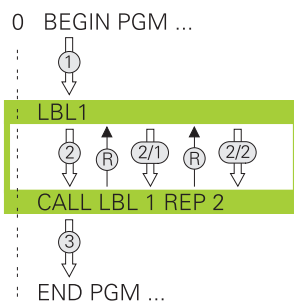 0 BEGIN PGM ...
1
LBL1
2 R 2/1 R 2/2
CALL LBL 1 REP 2
3
END PGM ...